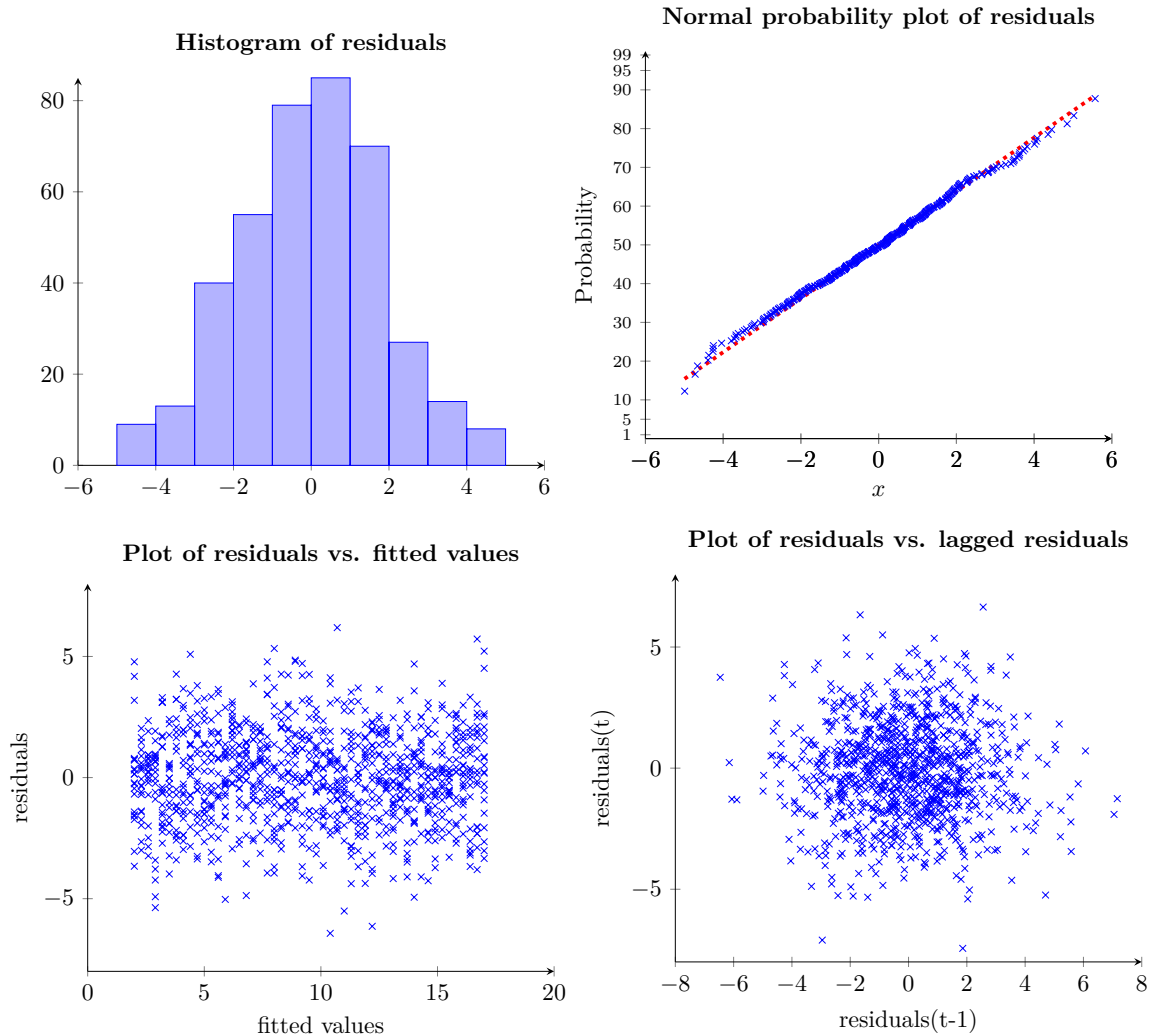 Histogram of residuals
80
60
40
20
0
−6 −4 −2 0 2 4 6
Normal probability plot of residuals
99
95
90
80
70
60
50
40
30
20
10
5
1
Probability
−6 −4 −2 0 2 4 6
x
Plot of residuals vs. fitted values
5
0
−5
residuals
0 5 10 15 20
fitted values
Plot of residuals vs. lagged residuals
5
0
−5
residuals(t)
−8 −6 −4 −2 0 2 4 6 8
residuals(t-1)